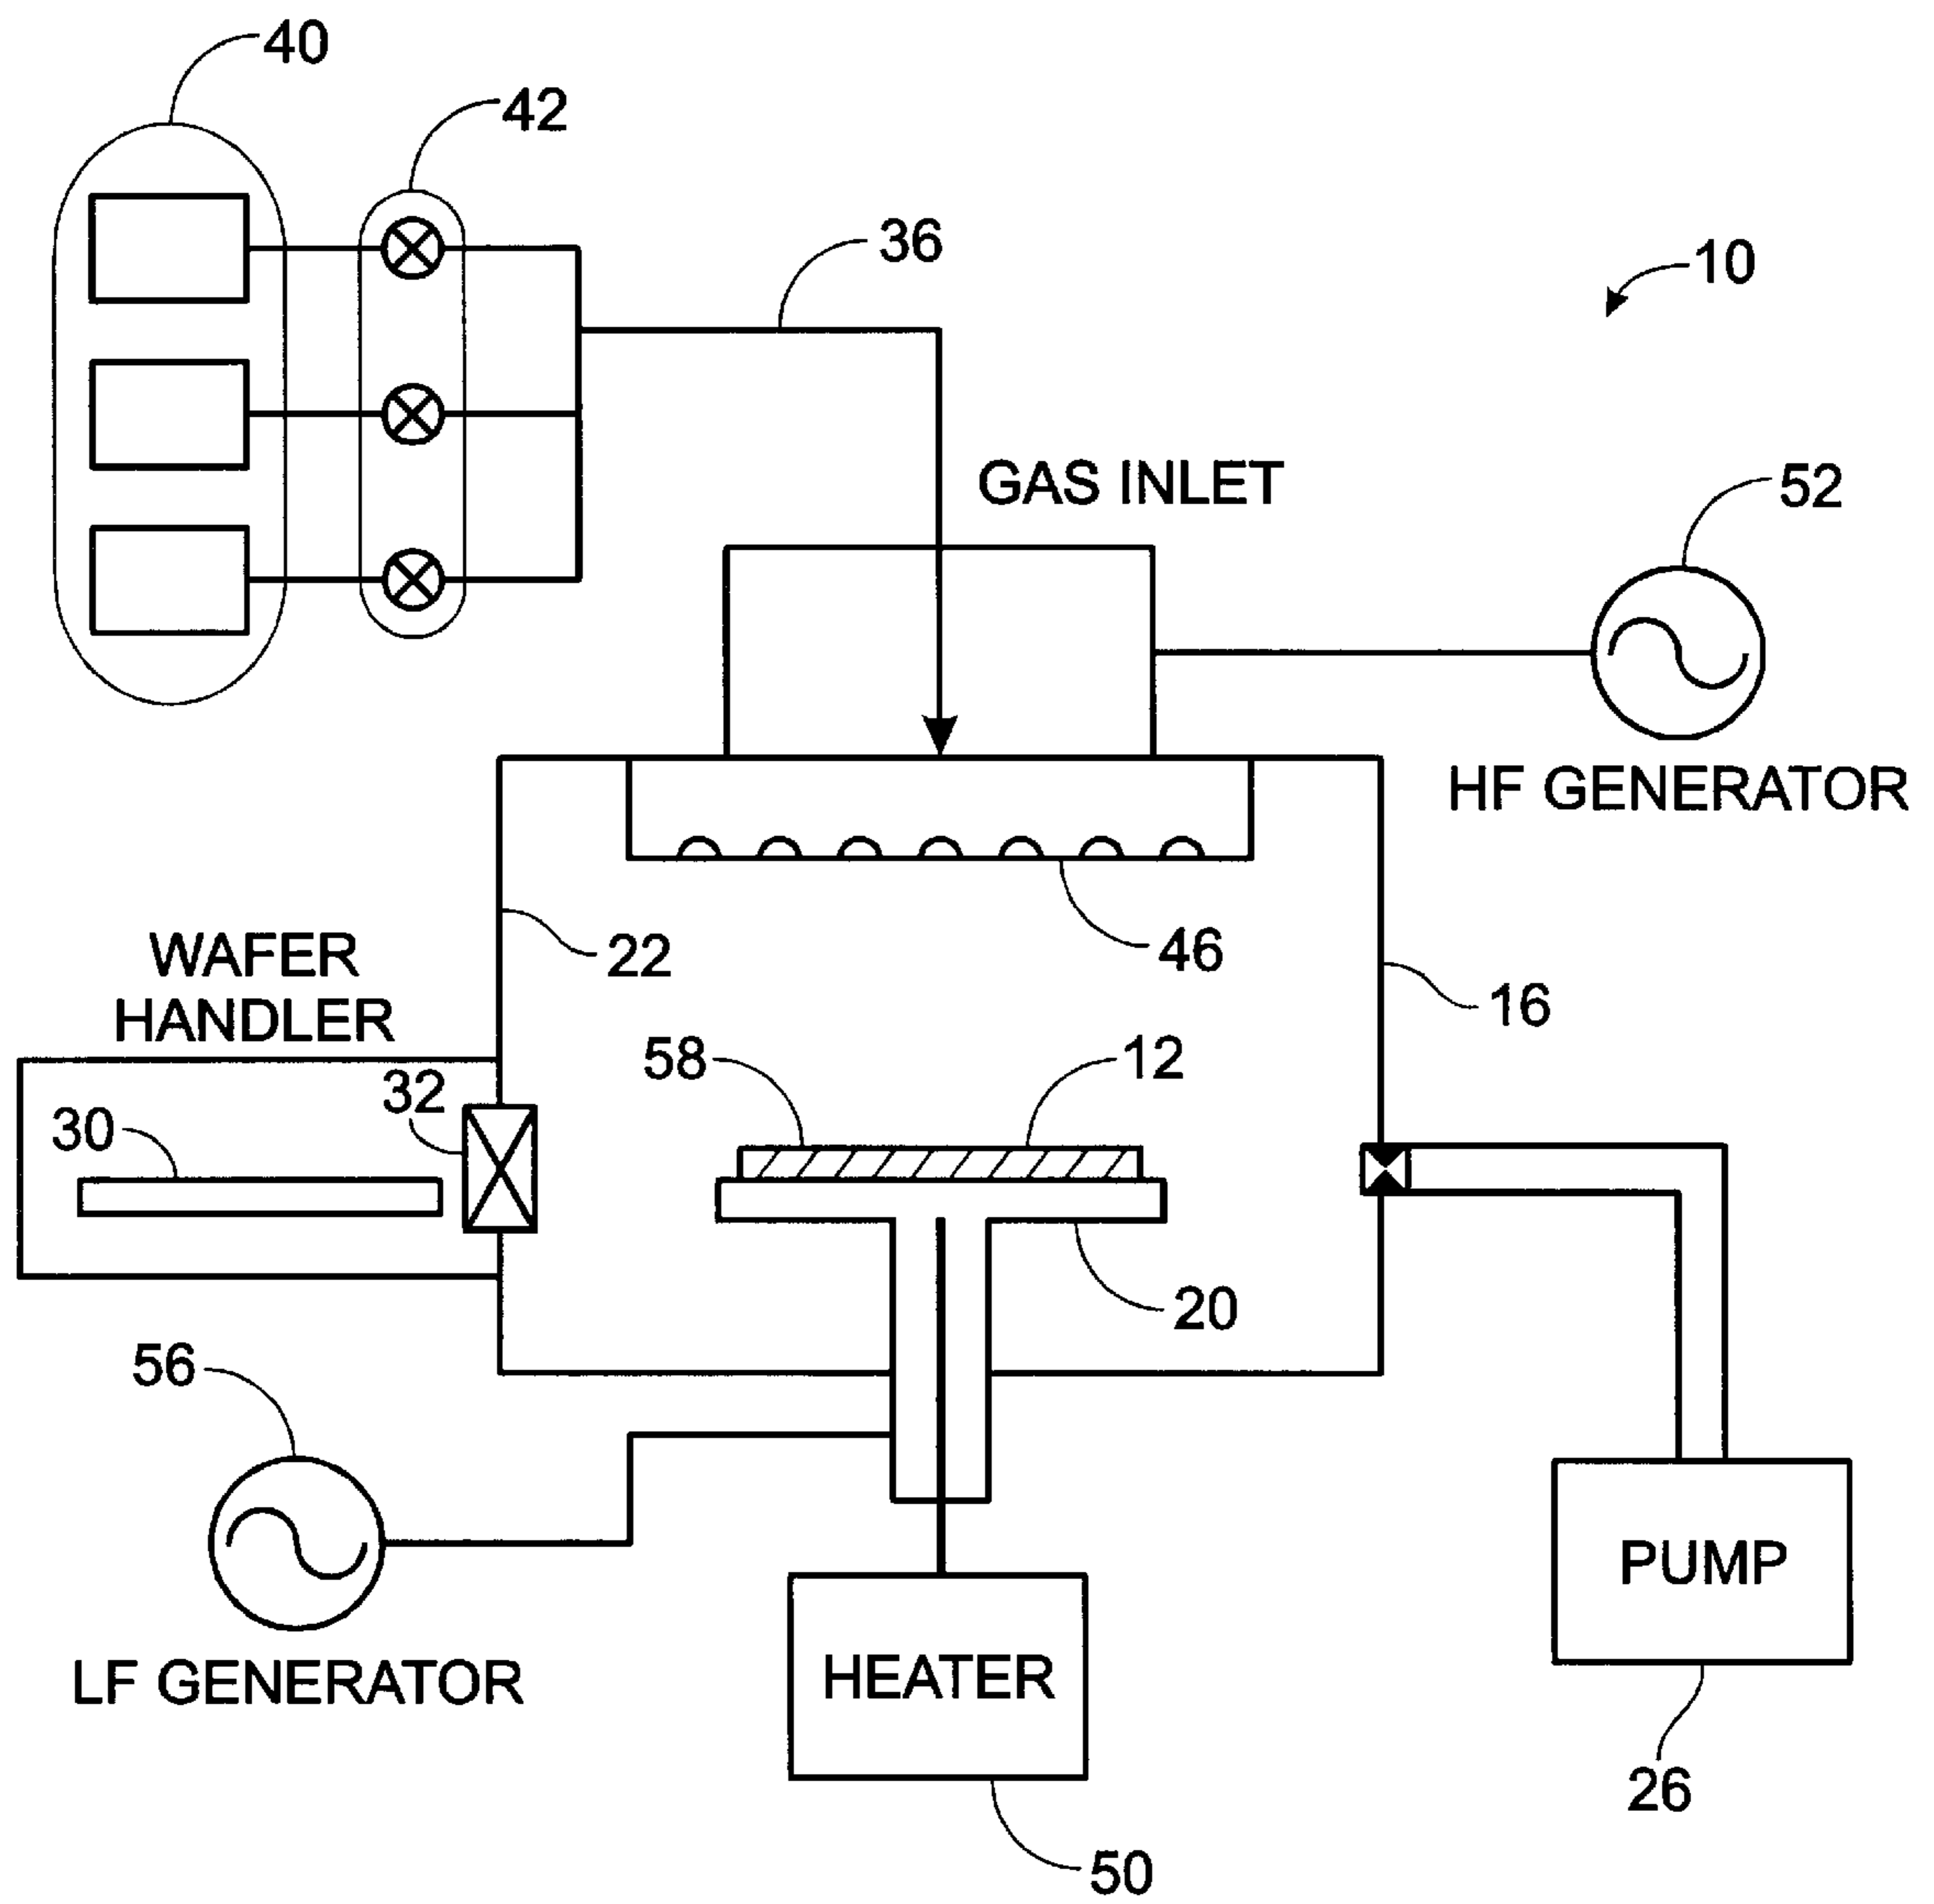 40
42
36
10
GAS INLET
52
HF GENERATOR
22
46
WAFER
HANDLER
16
58
12
32
30
20
56
PUMP
LF GENERATOR
HEATER
26
50